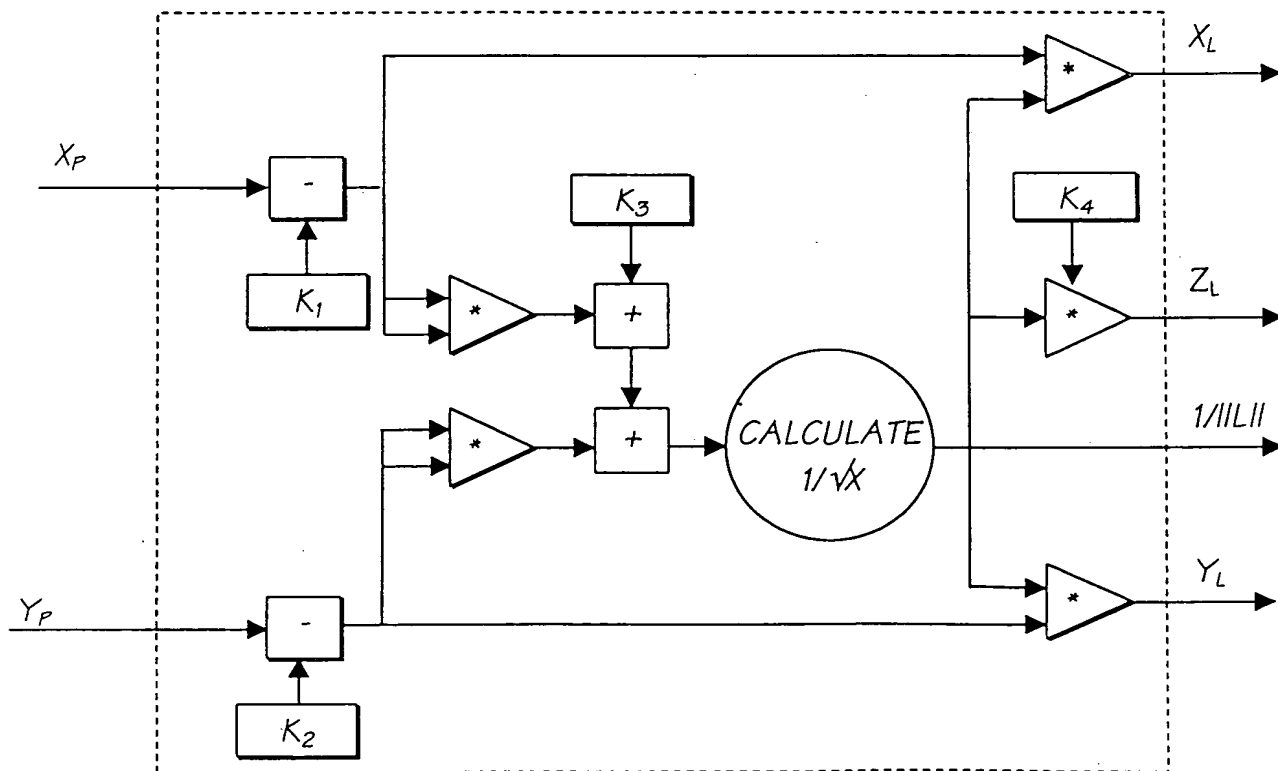 X_L
*
X_P
-
K_3
K_4
K_1
*
+
*
Z_L
*
+
CALCULATE
1/√X
1/||L||
*
Y_L
Y_P
-
K_2